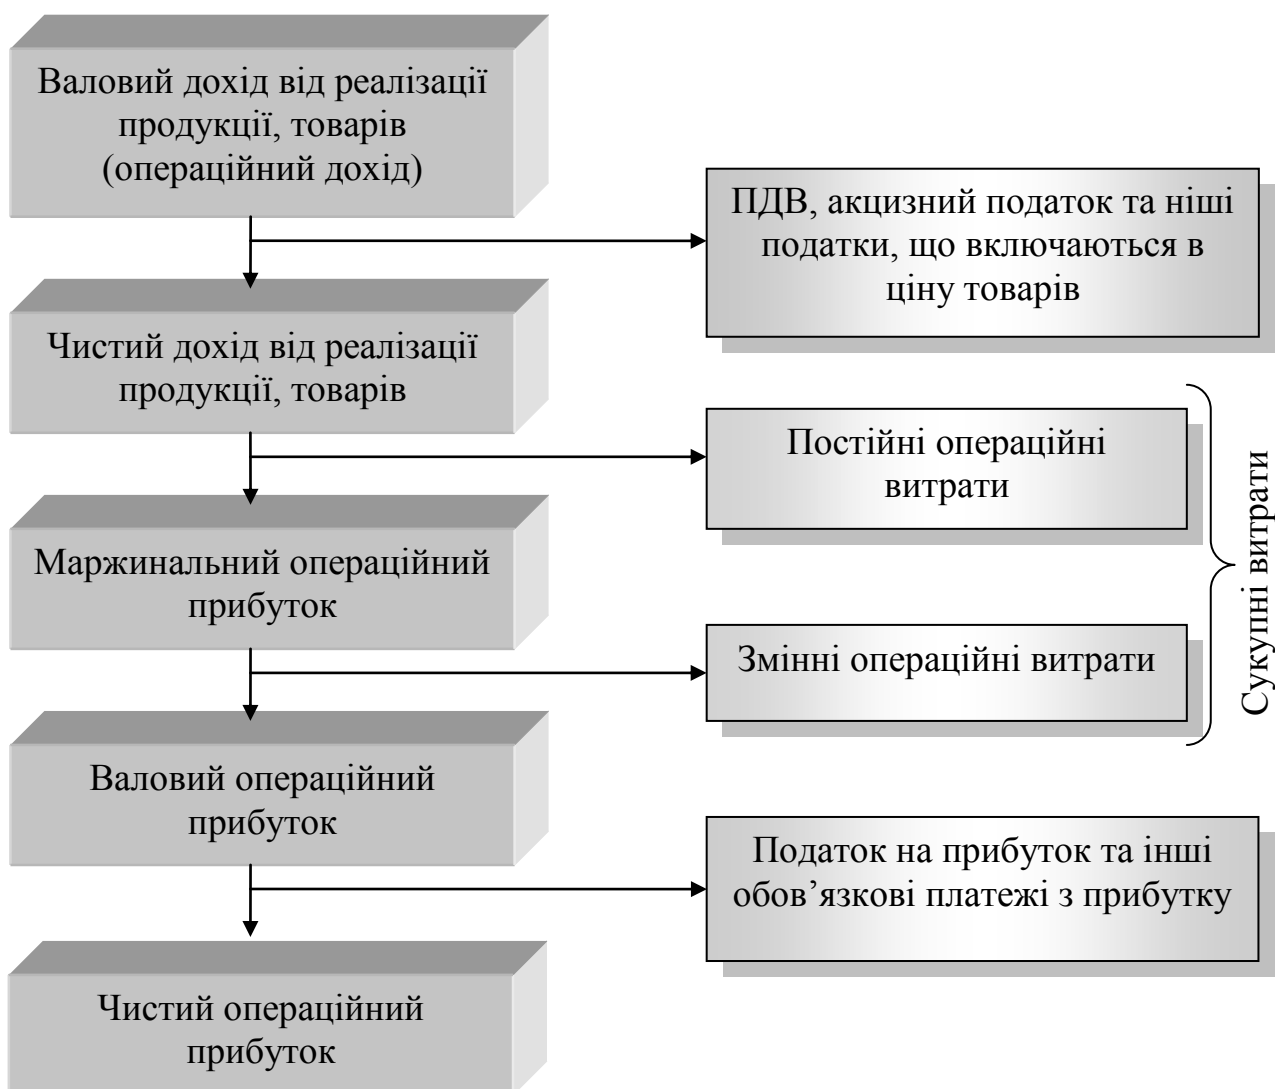 Валовий дохід від реалізації
продукції, товарів
(операційний дохід)
ПДВ, акцизний податок та ніші
податки, що включаються в
ціну товарів
Чистий дохід від реалізації
продукції, товарів
Постійні операційні
витрати
Маржинальний операційний
прибуток
Змінні операційні витрати
Сукупні витрати
Валовий операційний
прибуток
Податок на прибуток та інші
обов’язкові платежі з прибутку
Чистий операційний
прибуток